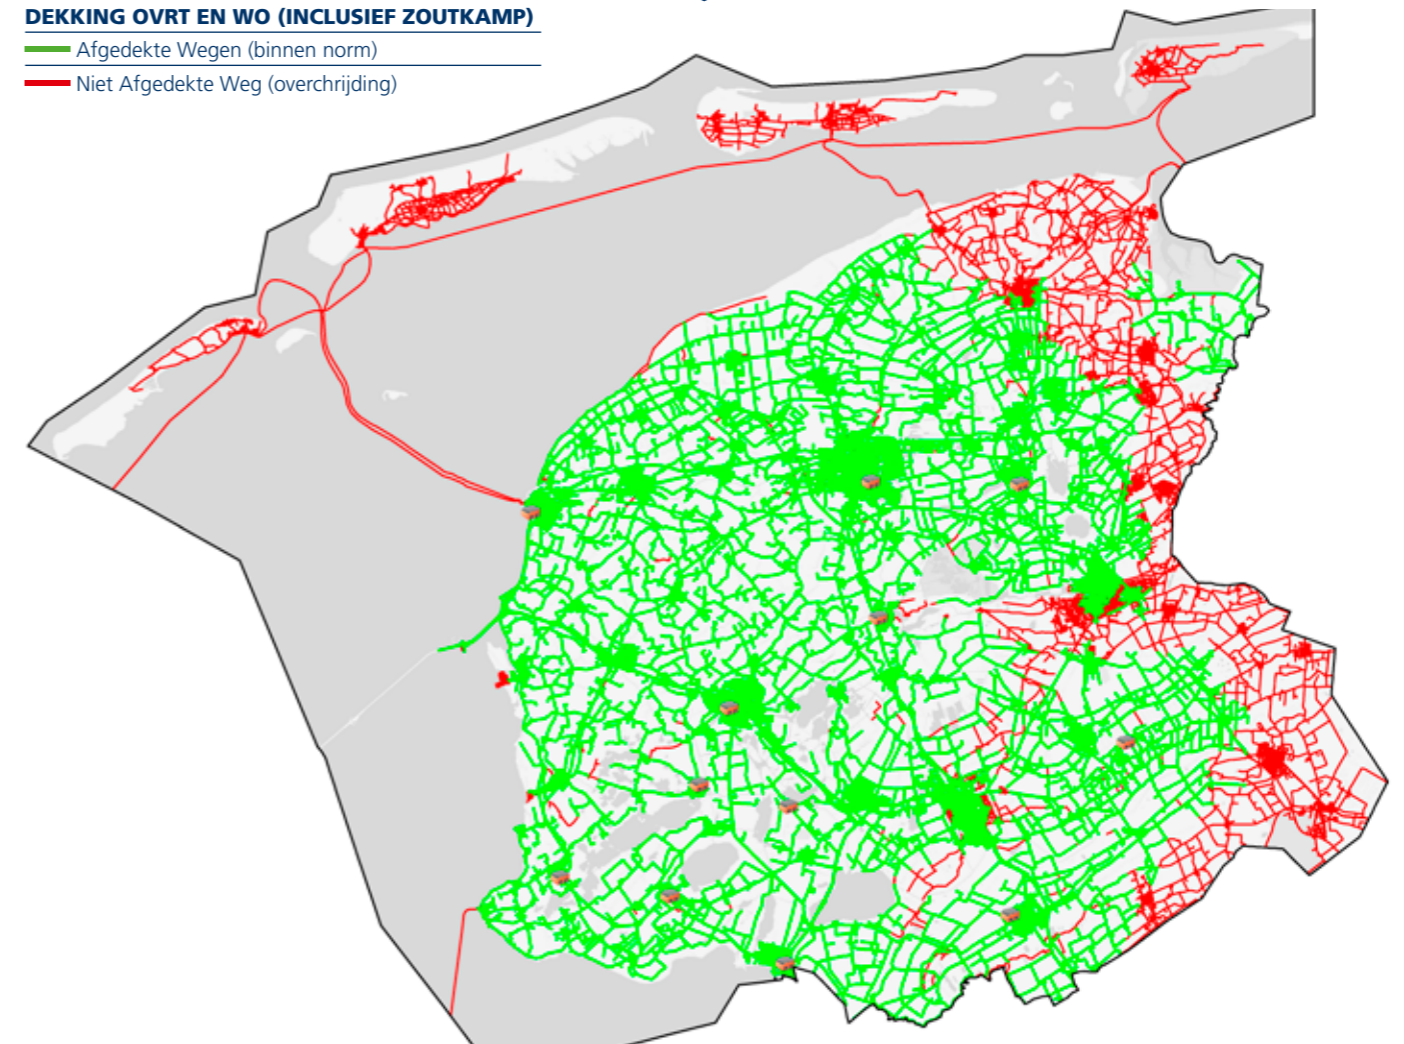 DEKKING OVRT EN WO (INCLUSIEF ZOUTKAMP)
Afgedekte Wegen (binnen norm)
Niet Afgedekte Weg (overchrijding)